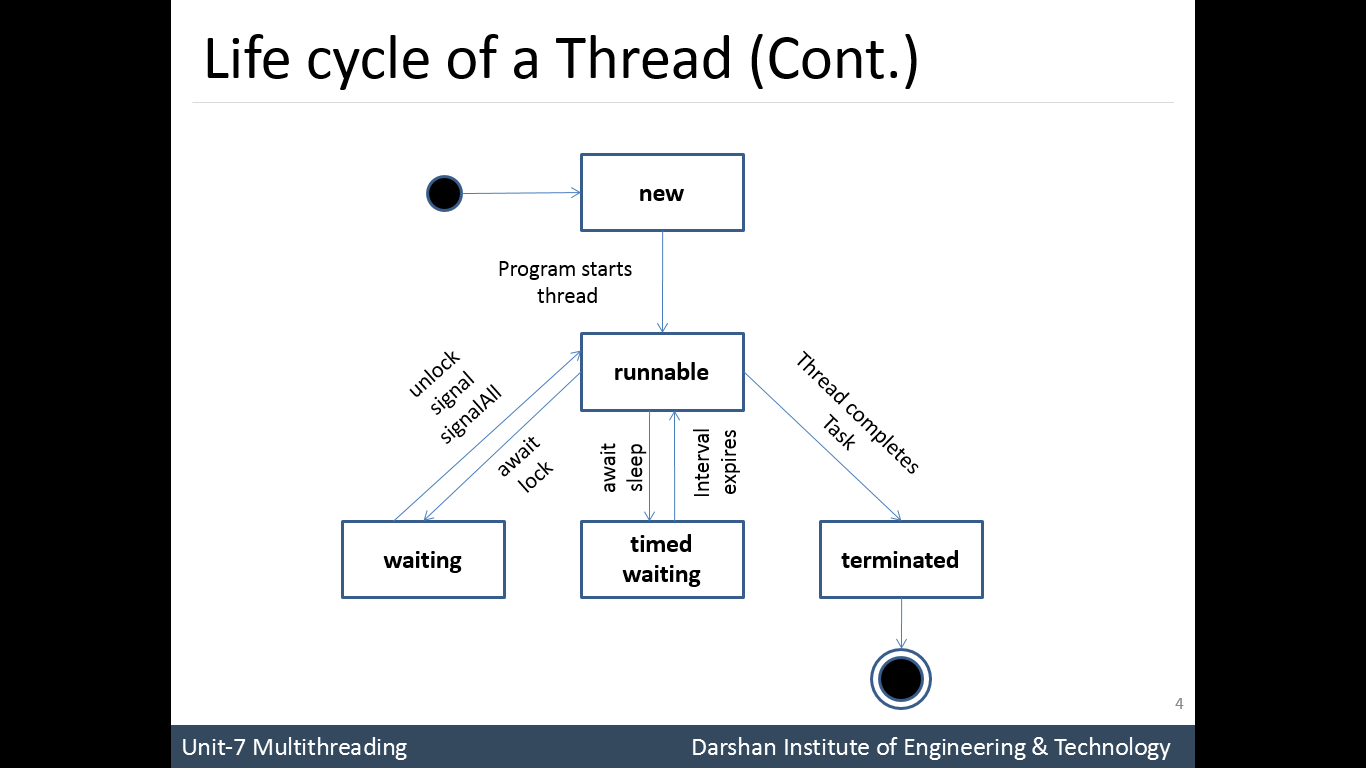 Life cycle of a Thread (Cont.)
new
Program starts
thread
runnable
unlock
signal
signalAll
await
lock
await
sleep
Interval
expires
Thread completes
Task
waiting
timed
waiting
terminated
4
Unit-7 Multithreading
Darshan Institute of Engineering & Technology